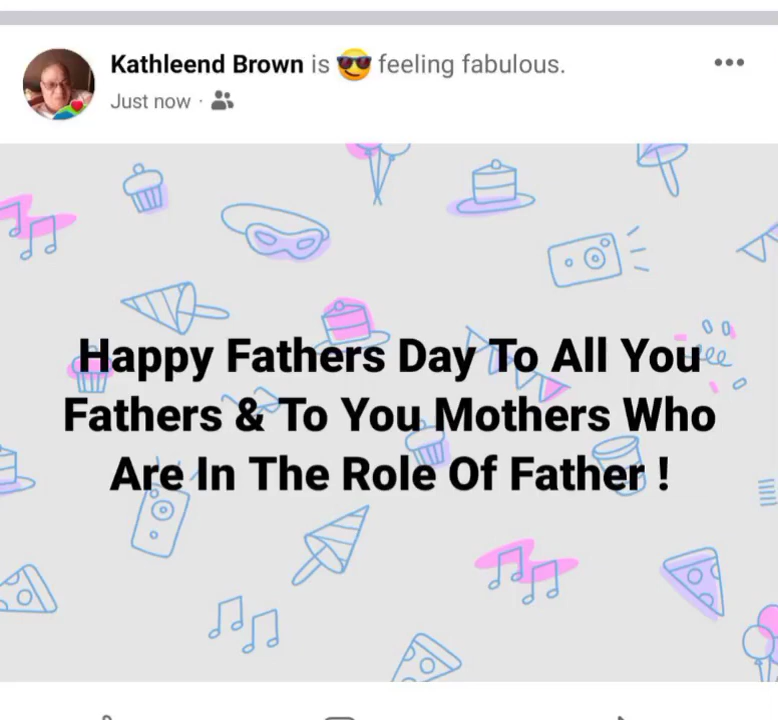 Kathleend Brown is 😎 feeling fabulous.
Just now ·
Happy Fathers Day To All You
Fathers & To You Mothers Who
Are In The Role Of Father !